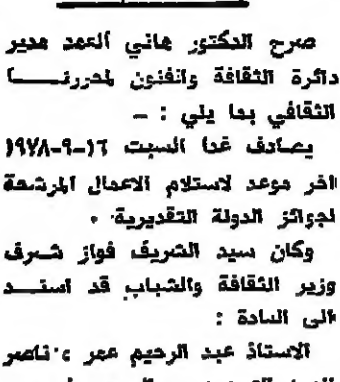 صرح الدكتور هاني العمد مدير
دائرة الثقافة والفنون لمحررنا
الثقافي بما يلي : ـ
يصادف غدا السبت ١٦-٩-١٩٧٨
اخر موعد لاستلام الاعمال المرشحة
لجوائز الدولة التقديرية .
وكان سيد الشريف فواز شرف
وزير الثقافة والشباب قد اسند
الى السادة :
الاستاذ عبد الرحيم عمر د٠ناصر